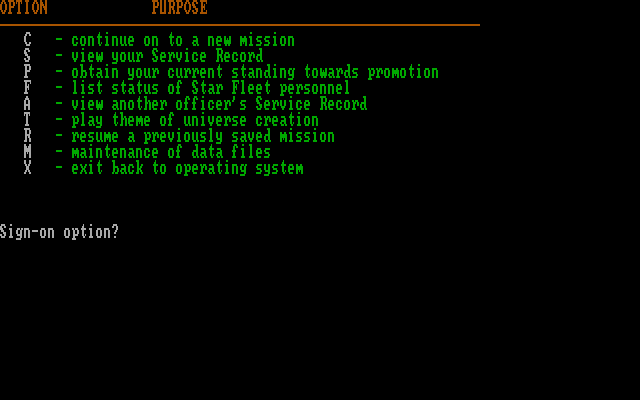 OPTION PURPOSE
C - continue on to a new mission
S - view your Service Record
P - obtain your current standing towards promotion
F - list status of Star Fleet personnel
A - view another officer's Service Record
T - play theme of universe creation
R - resume a previously saved mission
M - maintenance of data files
X - exit back to operating system
Sign-on option?